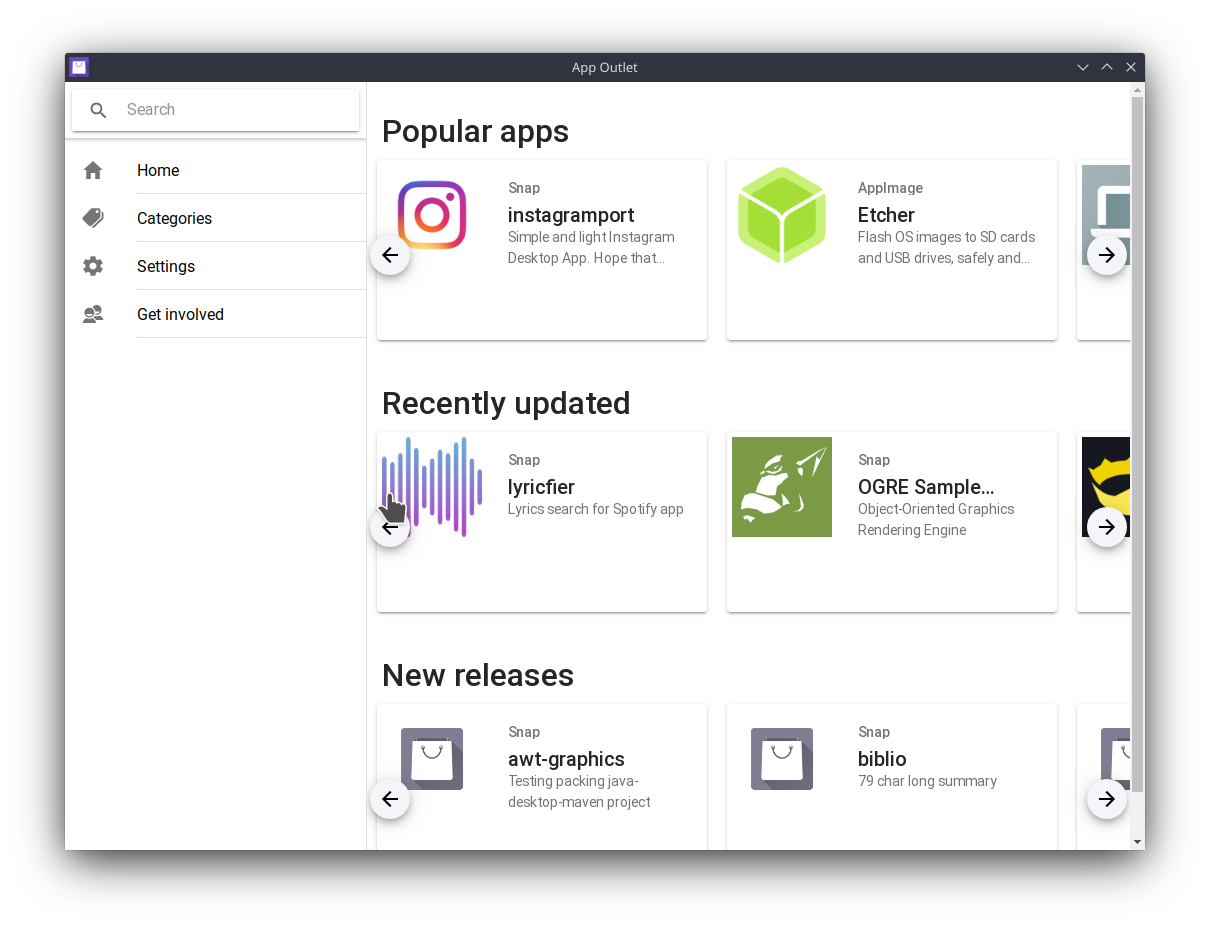 App Outlet
Search
Home
Categories
Settings
Get involved
Popular apps
Snap
instagramport
Simple and light Instagram
Desktop App. Hope that...
AppImage
Etcher
Flash OS images to SD cards
and USB drives, safely and...
Recently updated
Snap
lyricfier
Lyrics search for Spotify app
Snap
OGRE Sample...
Object-Oriented Graphics
Rendering Engine
New releases
Snap
awt-graphics
Testing packing java-
desktop-maven project
Snap
biblio
79 char long summary